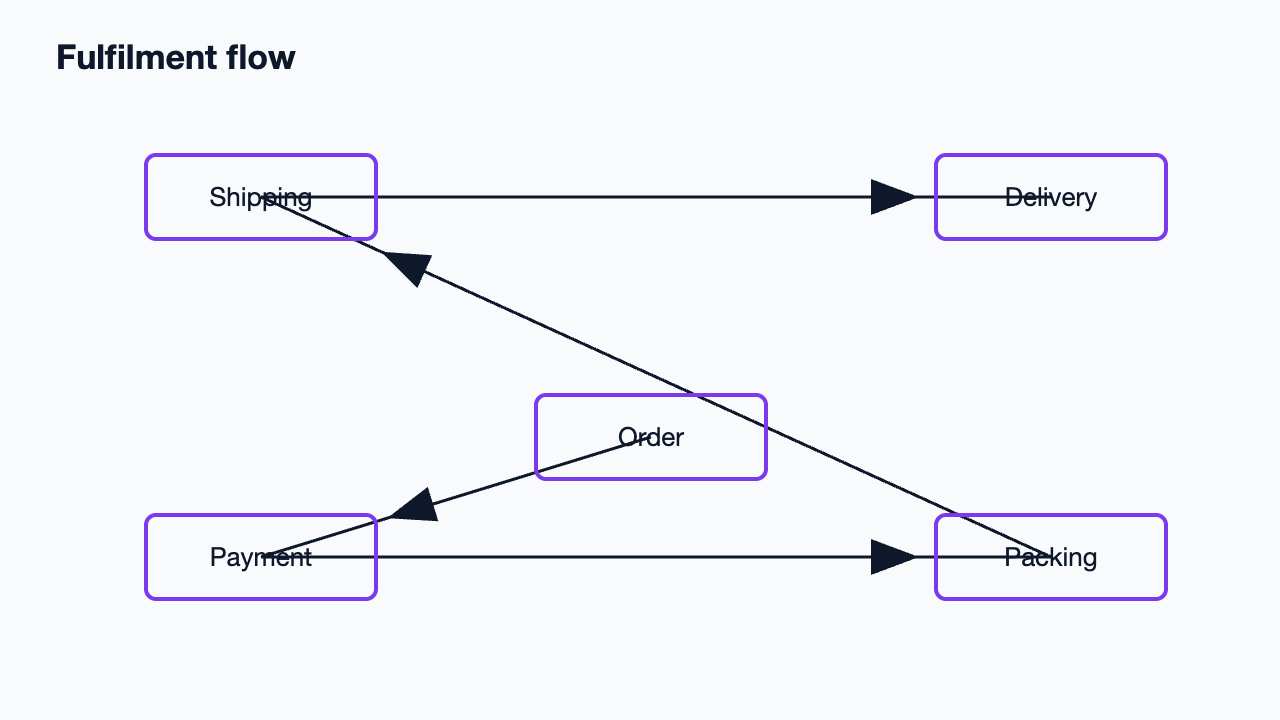 Fulfilment flow
Shipping
Delivery
Order
Payment
Packing